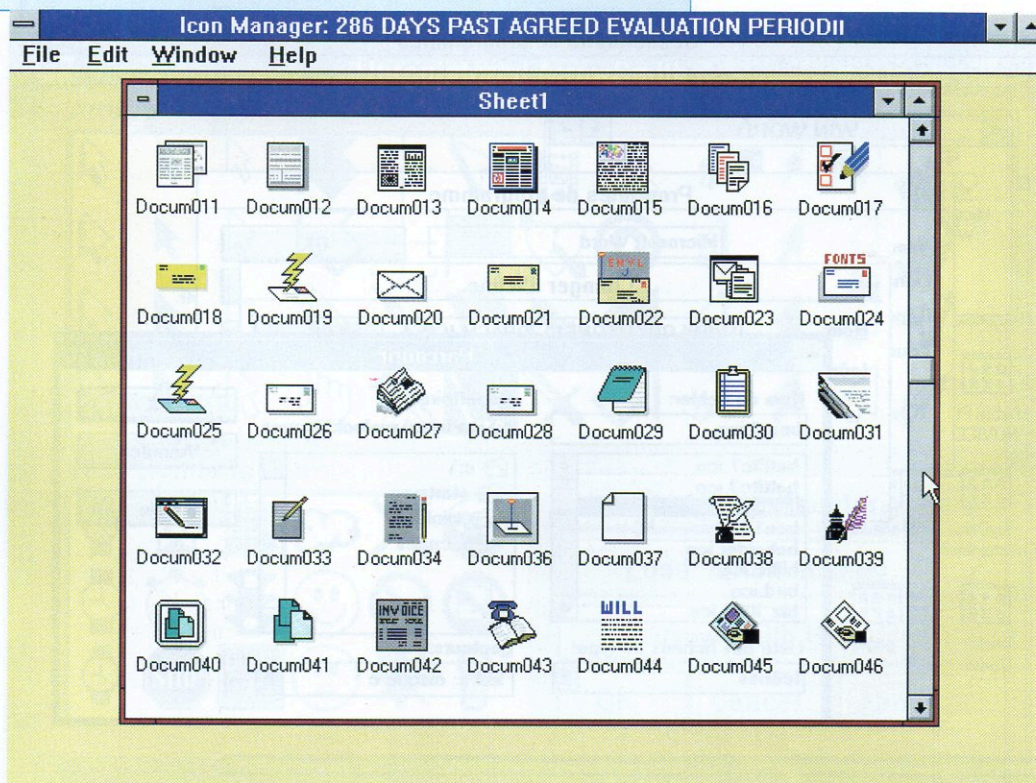 Icon Manager: 286 DAYS PAST AGREED EVALUATION PERIOD!!
File Edit Window Help
Sheet1
Docum011 Docum012 Docum013 Docum014 Docum015 Docum016 Docum017
ENVL FONTS
Docum018 Docum019 Docum020 Docum021 Docum022 Docum023 Docum024
Docum025 Docum026 Docum027 Docum028 Docum029 Docum030 Docum031
Docum032 Docum033 Docum034 Docum036 Docum037 Docum038 Docum039
INVOICE WILL
Docum040 Docum041 Docum042 Docum043 Docum044 Docum045 Docum046